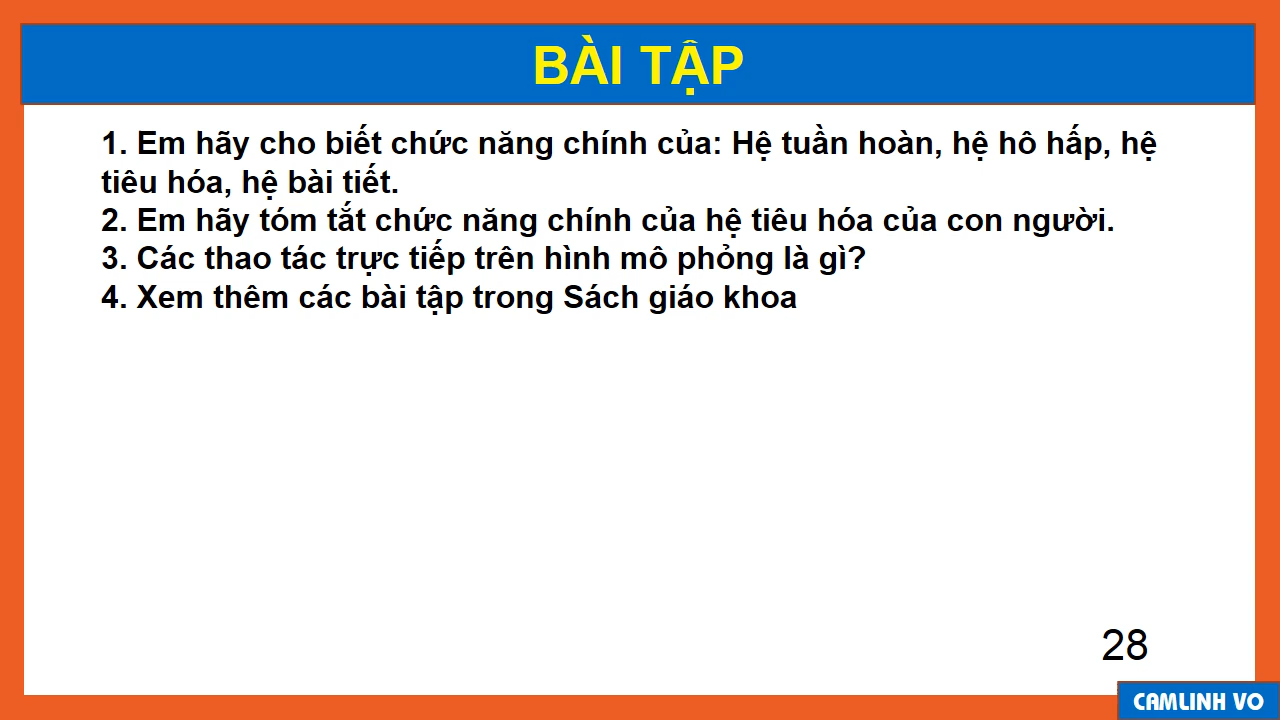 BÀI TẬP
1. Em hãy cho biết chức năng chính của: Hệ tuần hoàn, hệ hô hấp, hệ
tiêu hóa, hệ bài tiết.
2. Em hãy tóm tắt chức năng chính của hệ tiêu hóa của con người.
3. Các thao tác trực tiếp trên hình mô phỏng là gì?
4. Xem thêm các bài tập trong Sách giáo khoa
28
CAMLINH VO